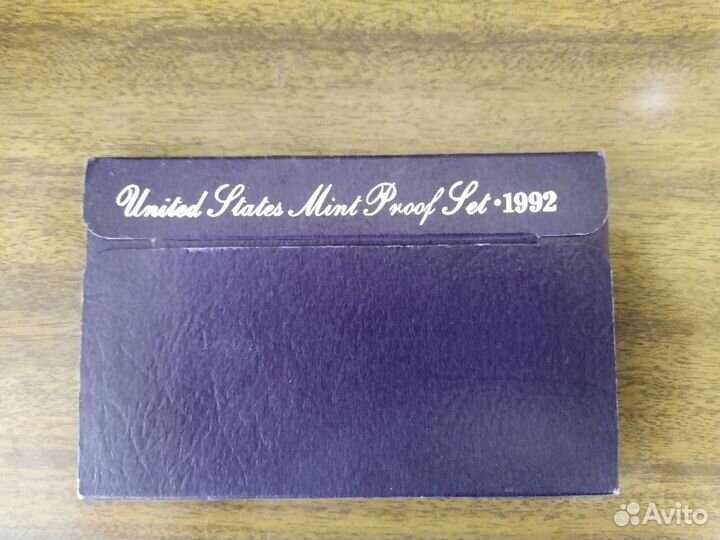 United States Mint Proof Set • 1992
Avito